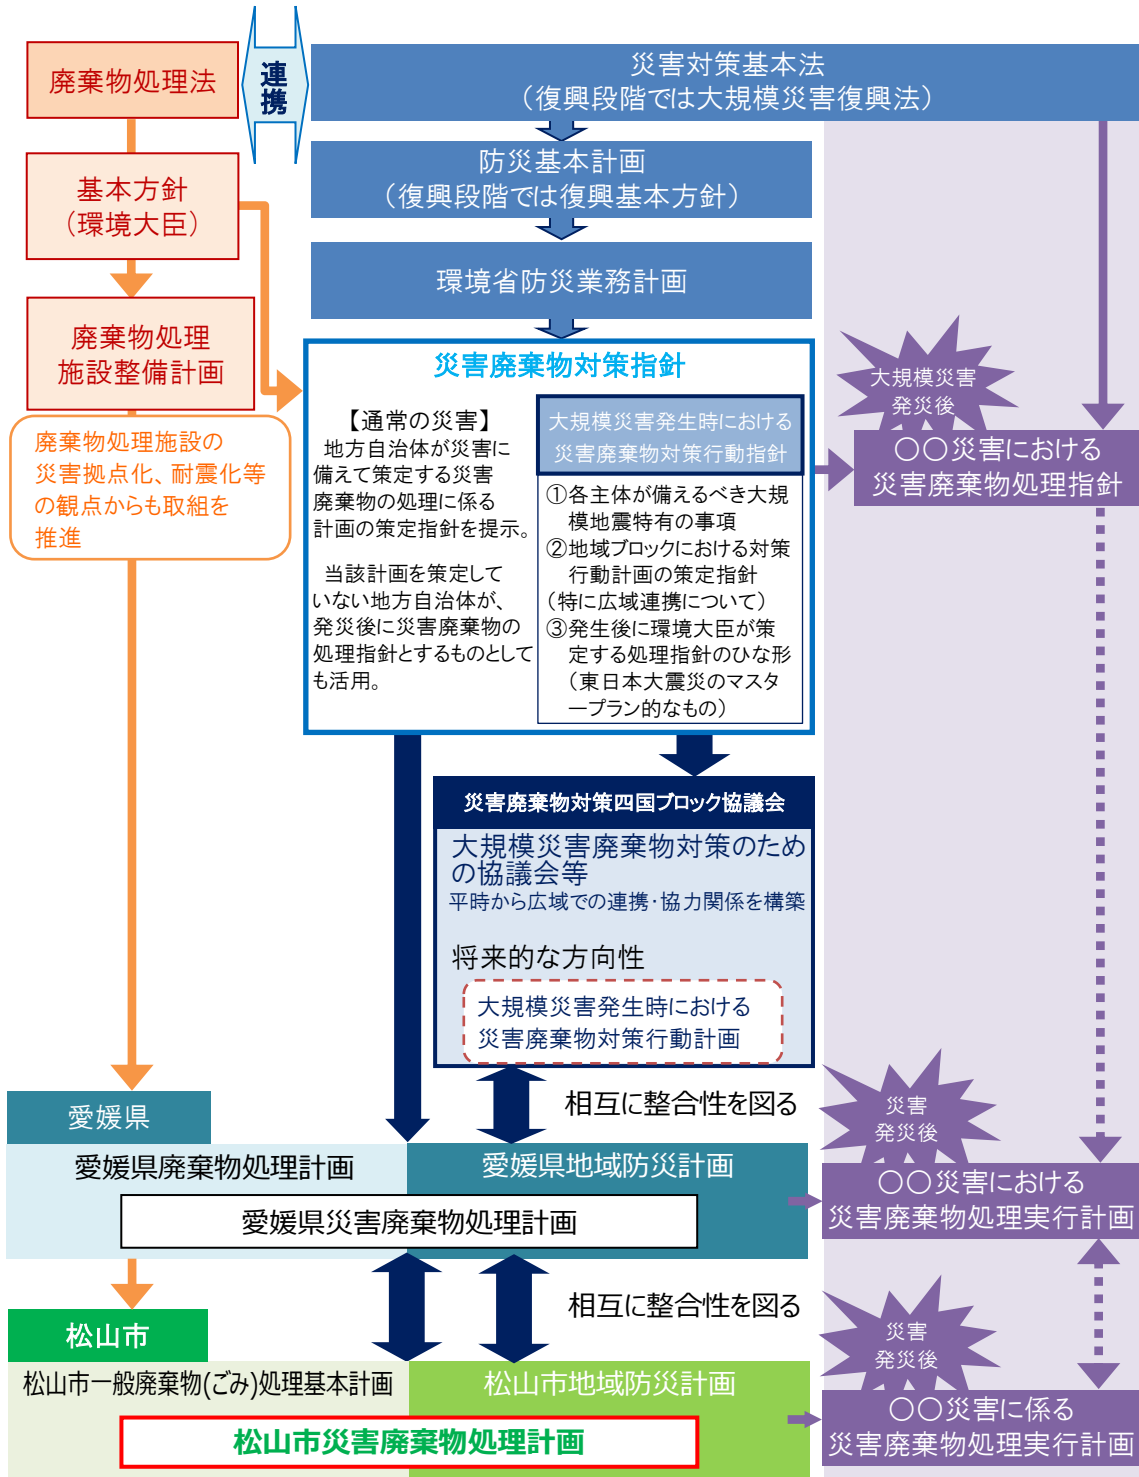 廃棄物処理法
連
携
災害対策基本法
（復興段階では大規模災害復興法）
基本方針
（環境大臣）
防災基本計画
（復興段階では復興基本方針）
環境省防災業務計画
廃棄物処理
施設整備計画
廃棄物処理施設の
災害拠点化、耐震化等
の観点からも取組を
推進
災害廃棄物対策指針
【通常の災害】
地方自治体が災害に
備えて策定する災害
廃棄物の処理に係る
計画の策定指針を提示。
当該計画を策定して
いない地方自治体が、
発災後に災害廃棄物の
処理指針とするものとして
も活用。
大規模災害発生時における
災害廃棄物対策行動指針
①各主体が備えるべき大規
模地震特有の事項
②地域ブロックにおける対策
行動計画の策定指針
（特に広域連携について）
③発生後に環境大臣が策
定する処理指針のひな形
（東日本大震災のマスタ
ープラン的なもの）
大規模災害
発災後
〇〇災害における
災害廃棄物処理指針
災害廃棄物対策四国ブロック協議会
大規模災害廃棄物対策のため
の協議会等
平時から広域での連携・協力関係を構築
将来的な方向性
大規模災害発生時における
災害廃棄物対策行動計画
相互に整合性を図る
愛媛県
愛媛県廃棄物処理計画
愛媛県地域防災計画
愛媛県災害廃棄物処理計画
災害
発災後
〇〇災害における
災害廃棄物処理実行計画
相互に整合性を図る
松山市
松山市一般廃棄物(ごみ)処理基本計画
松山市地域防災計画
松山市災害廃棄物処理計画
災害
発災後
〇〇災害に係る
災害廃棄物処理実行計画